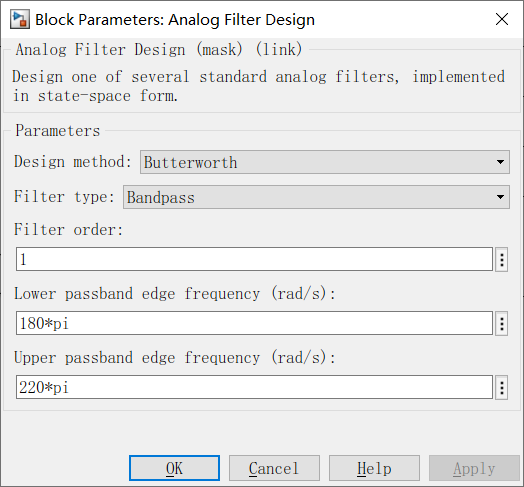 Block Parameters: Analog Filter Design
Analog Filter Design (mask) (link)
Design one of several standard analog filters, implemented
in state-space form.
Parameters
Design method: Butterworth
Filter type: Bandpass
Filter order:
1
Lower passband edge frequency (rad/s):
180*pi
Upper passband edge frequency (rad/s):
220*pi
OK Cancel Help Apply